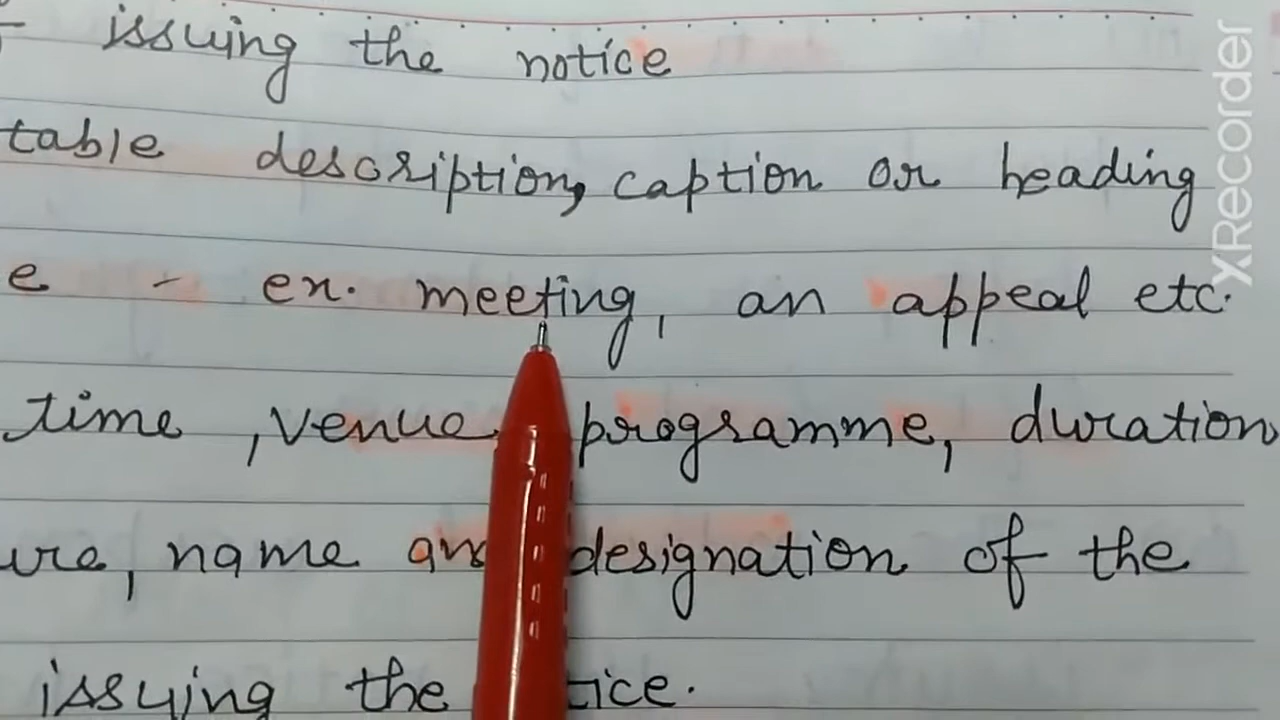 issuing the notice
table description, caption or heading
e - ex. meeting, an appeal etc.
time, venue programme, duration
ure, name and designation of the
issuing the tice.
XRecorder